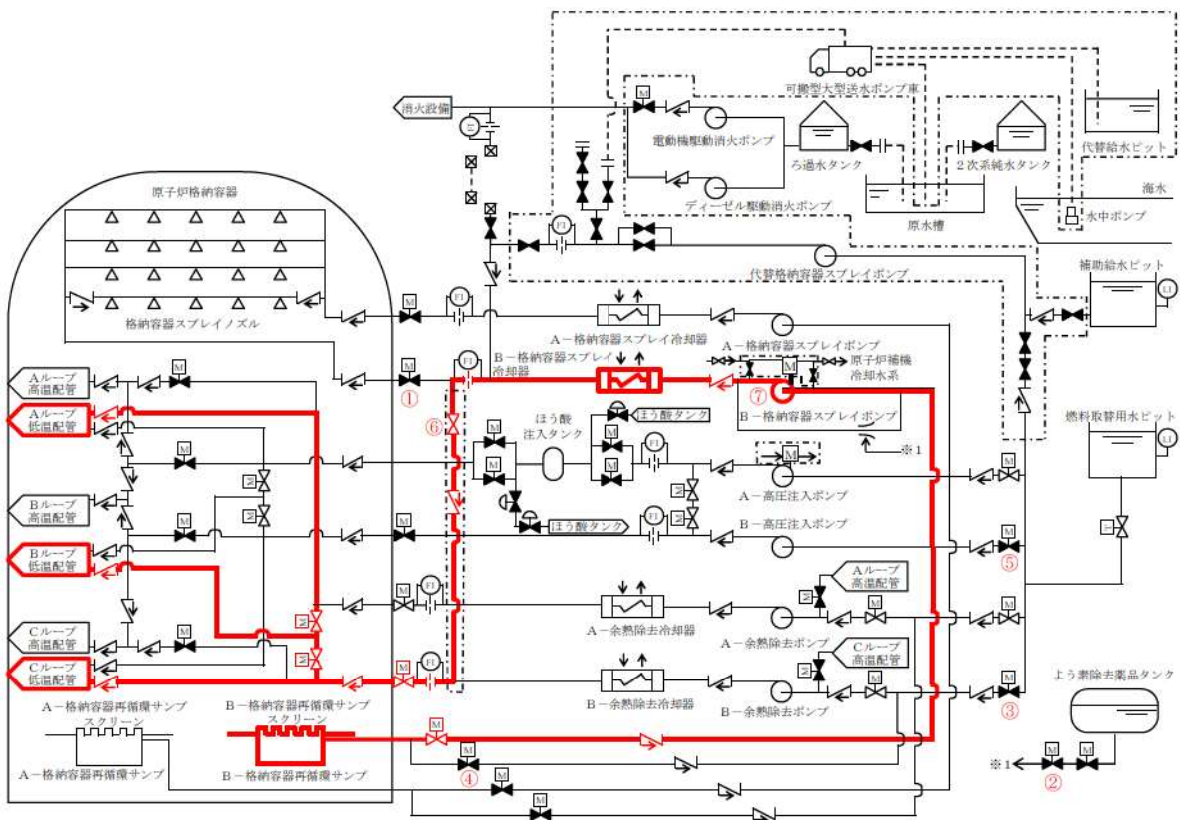 可搬型大型送水ポンプ車
消火設備
M
FI
電動機駆動消火ポンプ
ろ過水タンク
2次系純水タンク
代替給水ピット
ディーゼル駆動消火ポンプ
原水槽
水中ポンプ
海水
原子炉格納容器
FI
代替格納容器スプレイポンプ
補助給水ピット
LI
格納容器スプレイノズル
M
FI
A-格納容器スプレイ冷却器
A-格納容器スプレイポンプ
B-格納容器スプレイ
冷却器
FI
M
原子炉補機
冷却水系
Aループ
高温配管
M
M
①
⑦
Aループ
低温配管
⑥
ほう酸
注入タンク
ほう酸タンク
B-格納容器スプレイポンプ
燃料取替用水ピット
LI
M
M
M
M
FI
M
※1
M
M
M
A-高圧注入ポンプ
M
Bループ
高温配管
M
M
M
ほう酸タンク
FI
M
B-高圧注入ポンプ
M
⑤
Bループ
低温配管
Aループ
高温配管
M
M
M
M
FI
A-余熱除去冷却器
A-余熱除去ポンプ
M
Cループ
高温配管
M
M
Cループ
高温配管
M
M
M
Cループ
低温配管
M
FI
B-余熱除去冷却器
B-余熱除去ポンプ
③
よう素除去薬品タンク
A-格納容器再循環サンプ
スクリーン
B-格納容器再循環サンプ
スクリーン
M
M
④
A-格納容器再循環サンプ
B-格納容器再循環サンプ
M
M
※1
M
M
②